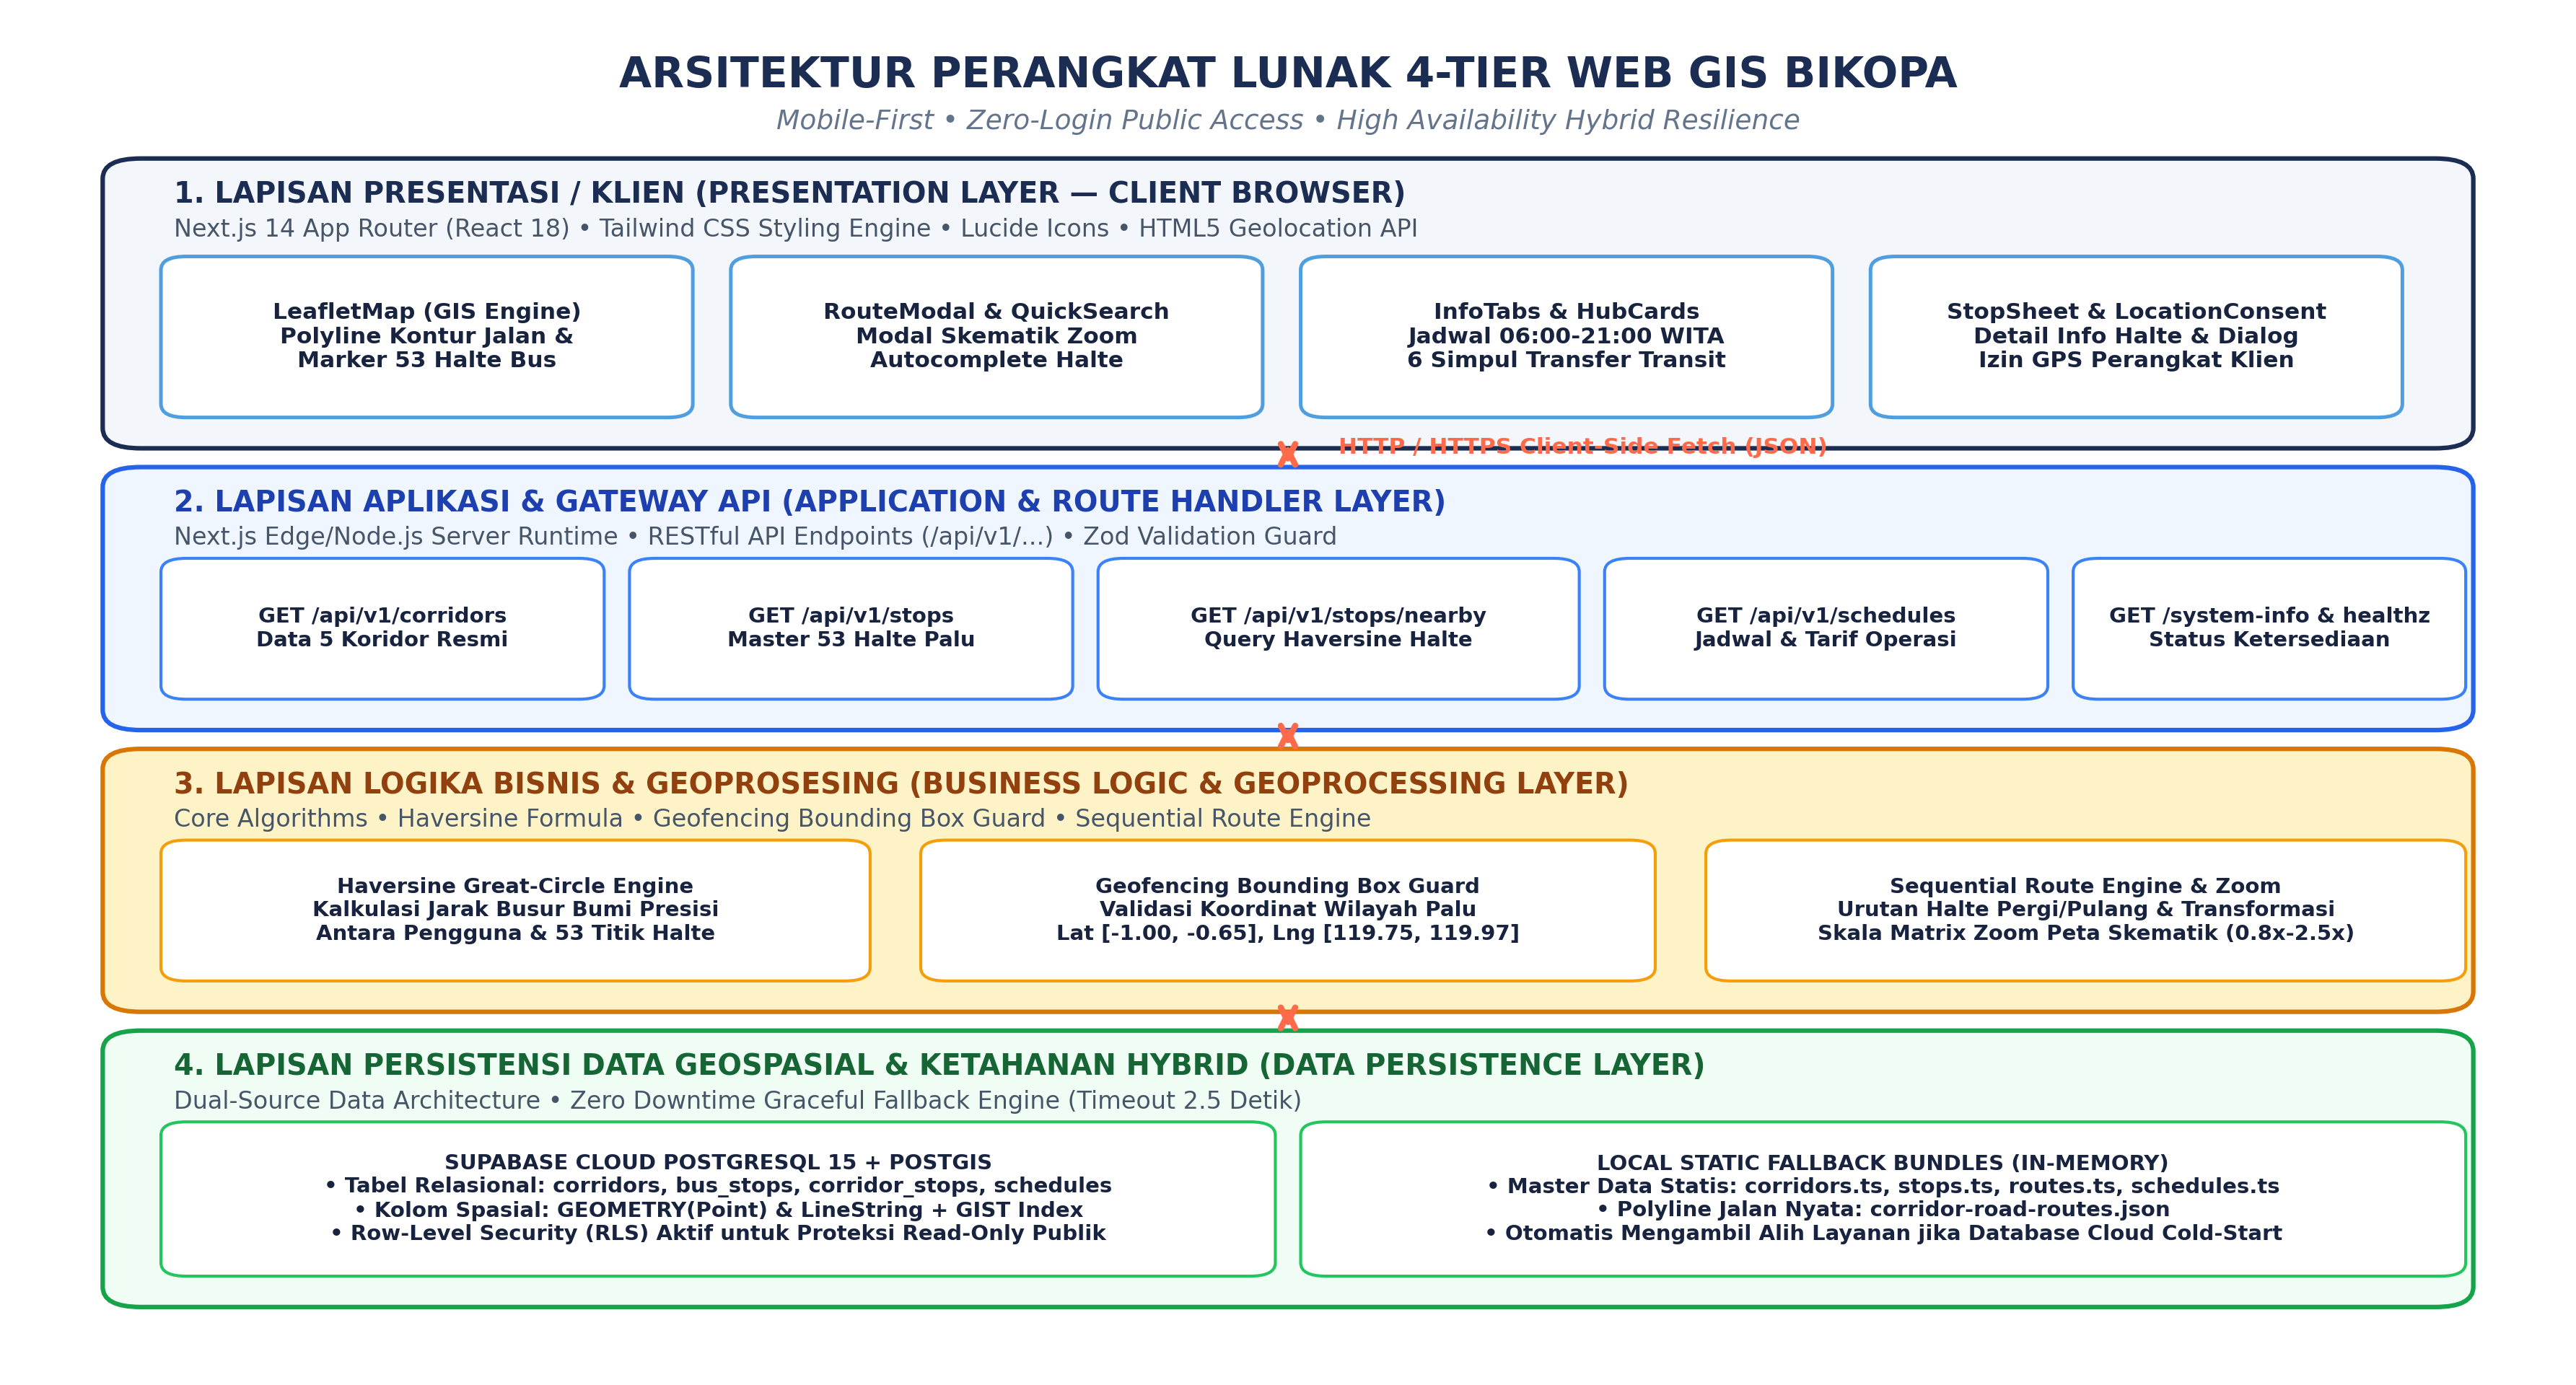 ARSITEKTUR PERANGKAT LUNAK 4-TIER WEB GIS BIKOPA
Mobile-First • Zero-Login Public Access • High Availability Hybrid Resilience
1. LAPISAN PRESENTASI / KLIEN (PRESENTATION LAYER — CLIENT BROWSER)
Next.js 14 App Router (React 18) • Tailwind CSS Styling Engine • Lucide Icons • HTML5 Geolocation API
LeafletMap (GIS Engine)
Polyline Kontur Jalan &
Marker 53 Halte Bus
RouteModal & QuickSearch
Modal Skematik Zoom
Autocomplete Halte
InfoTabs & HubCards
Jadwal 06:00-21:00 WITA
6 Simpul Transfer Transit
StopSheet & LocationConsent
Detail Info Halte & Dialog
Izin GPS Perangkat Klien
HTTP / HTTPS Client-Side Fetch (JSON)
2. LAPISAN APLIKASI & GATEWAY API (APPLICATION & ROUTE HANDLER LAYER)
Next.js Edge/Node.js Server Runtime • RESTful API Endpoints (/api/v1/...) • Zod Validation Guard
GET /api/v1/corridors
Data 5 Koridor Resmi
GET /api/v1/stops
Master 53 Halte Palu
GET /api/v1/stops/nearby
Query Haversine Halte
GET /api/v1/schedules
Jadwal & Tarif Operasi
GET /system-info & healthz
Status Ketersediaan
3. LAPISAN LOGIKA BISNIS & GEOPROSESING (BUSINESS LOGIC & GEOPROCESSING LAYER)
Core Algorithms • Haversine Formula • Geofencing Bounding Box Guard • Sequential Route Engine
Haversine Great-Circle Engine
Kalkulasi Jarak Busur Bumi Presisi
Antara Pengguna & 53 Titik Halte
Geofencing Bounding Box Guard
Validasi Koordinat Wilayah Palu
Lat [-1.00, -0.65], Lng [119.75, 119.97]
Sequential Route Engine & Zoom
Urutan Halte Pergi/Pulang & Transformasi
Skala Matrix Zoom Peta Skematik (0.8x-2.5x)
4. LAPISAN PERSISTENSI DATA GEOSPASIAL & KETAHANAN HYBRID (DATA PERSISTENCE LAYER)
Dual-Source Data Architecture • Zero Downtime Graceful Fallback Engine (Timeout 2.5 Detik)
SUPABASE CLOUD POSTGRESQL 15 + POSTGIS
• Tabel Relasional: corridors, bus_stops, corridor_stops, schedules
• Kolom Spasial: GEOMETRY(Point) & LineString + GIST Index
• Row-Level Security (RLS) Aktif untuk Proteksi Read-Only Publik
LOCAL STATIC FALLBACK BUNDLES (IN-MEMORY)
• Master Data Statis: corridors.ts, stops.ts, routes.ts, schedules.ts
• Polyline Jalan Nyata: corridor-road-routes.json
• Otomatis Mengambil Alih Layanan jika Database Cloud Cold-Start